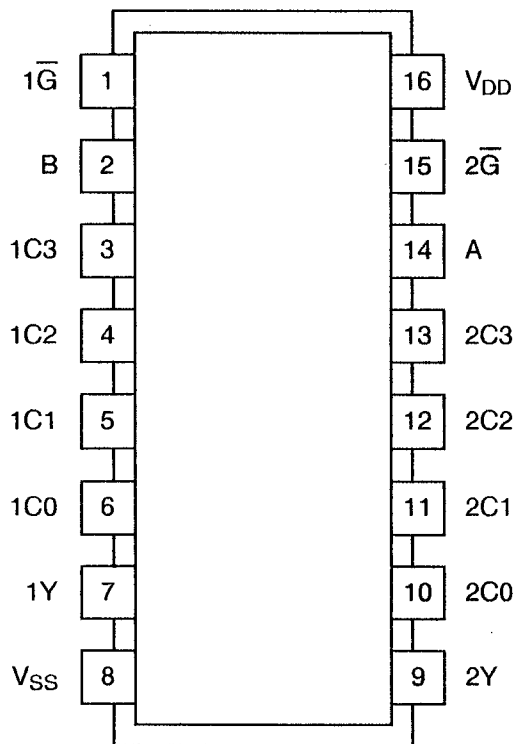 1G̅ 1 16 VDD
B 2 15 2G̅
1C3 3 14 A
1C2 4 13 2C3
1C1 5 12 2C2
1C0 6 11 2C1
1Y 7 10 2C0
VSS 8 9 2Y